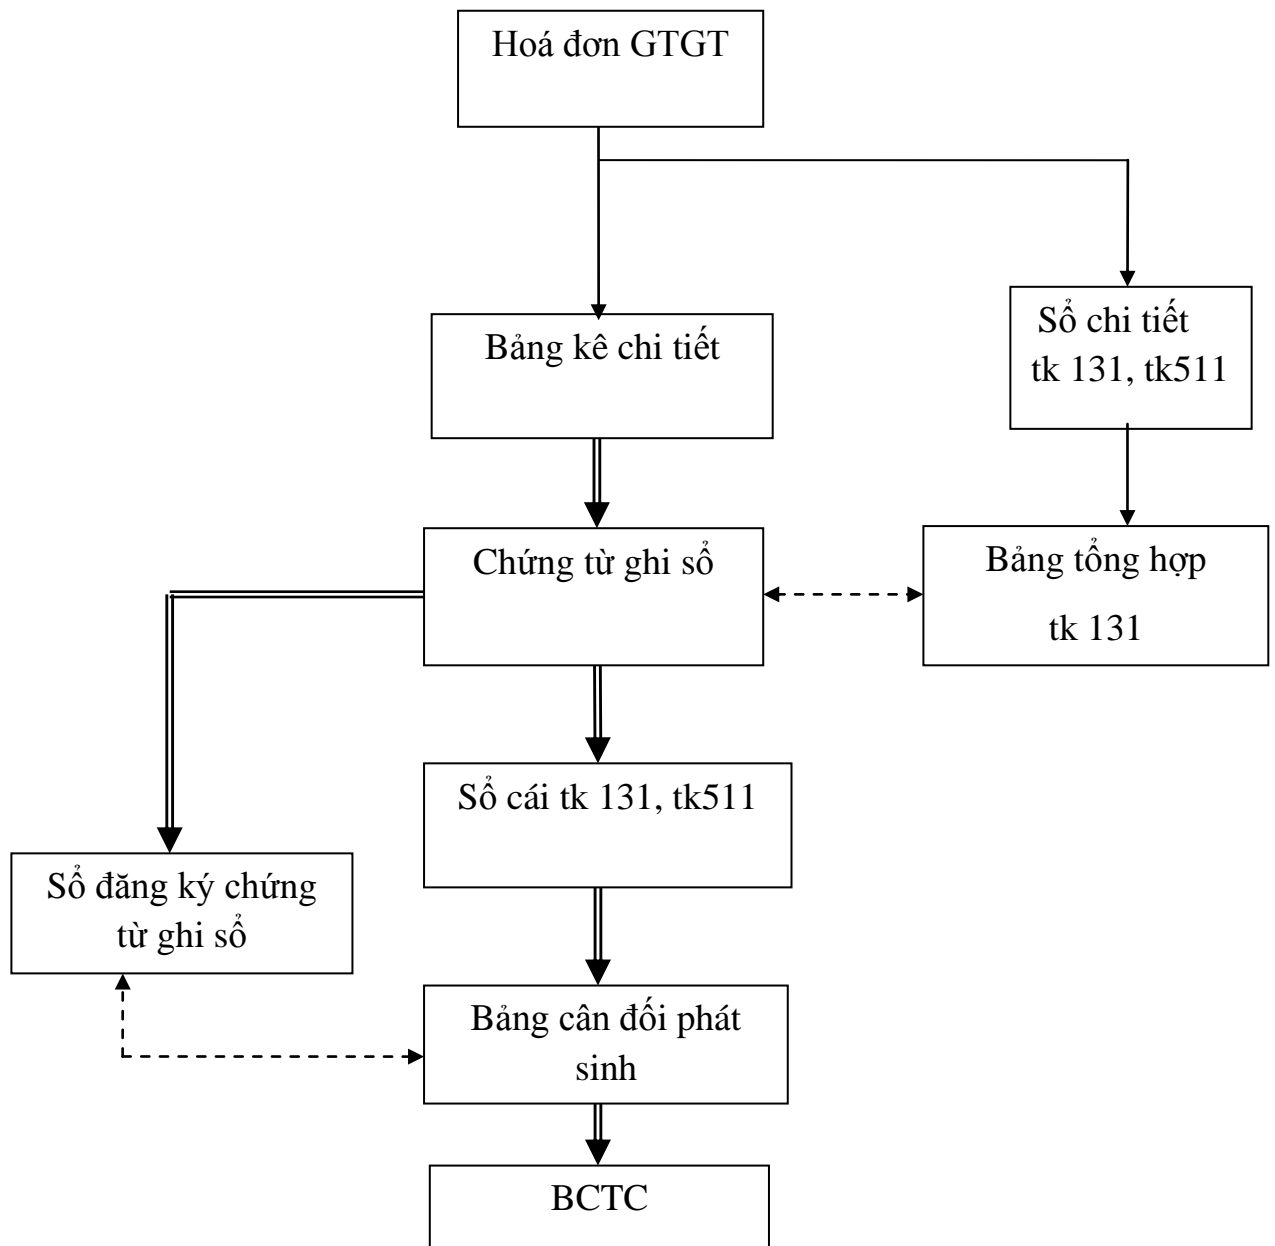 Hoá đơn GTGT
Bảng kê chi tiết
Sổ chi tiết
tk 131, tk511
Chứng từ ghi sổ
Bảng tổng hợp
tk 131
Sổ cái tk 131, tk511
Sổ đăng ký chứng
từ ghi sổ
Bảng cân đối phát
sinh
BCTC